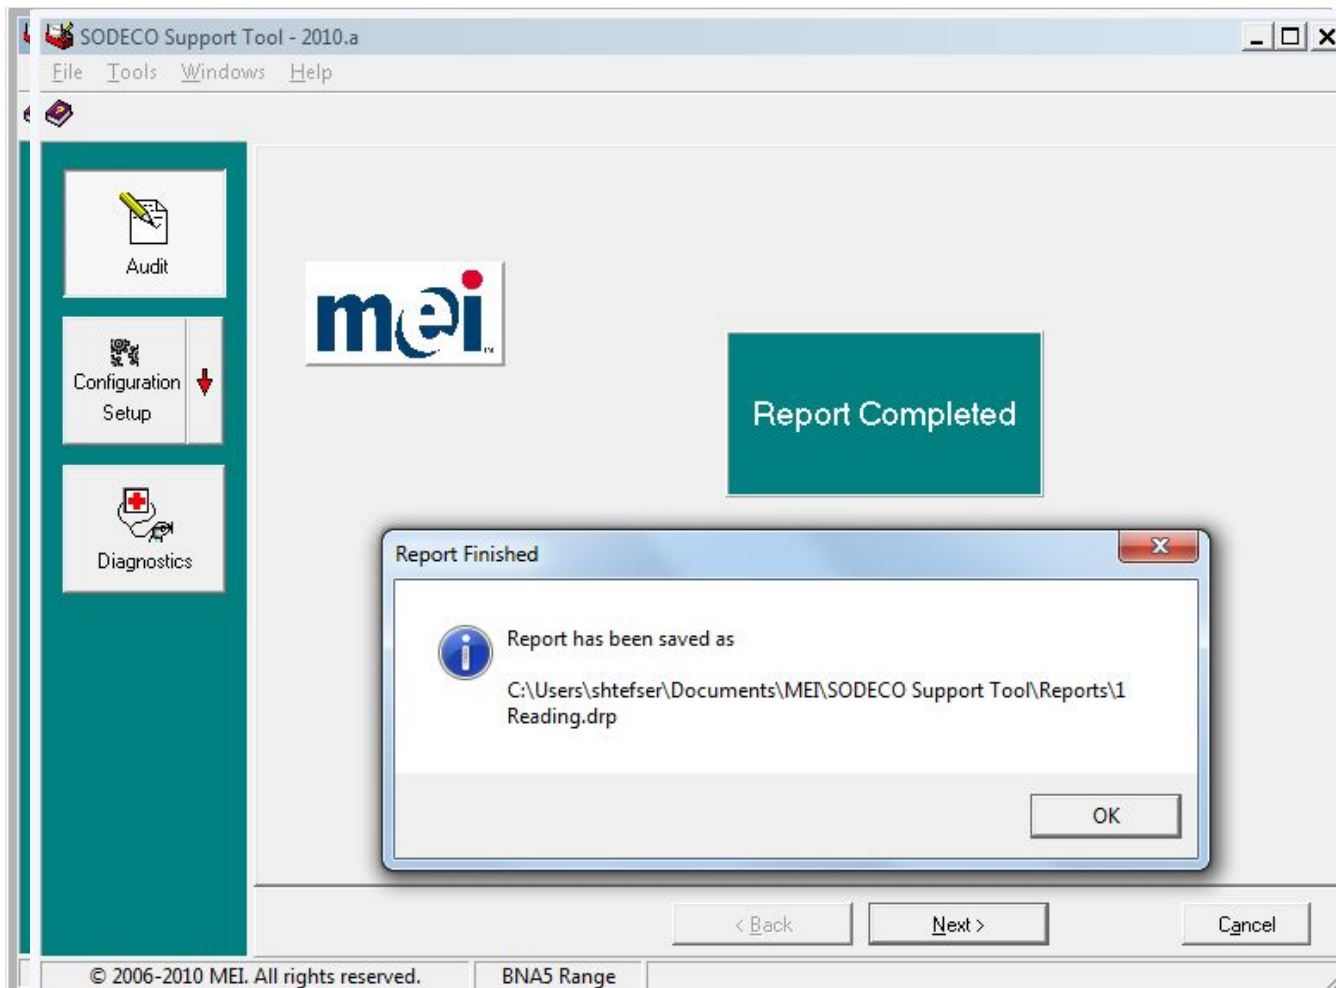 SODECO Support Tool - 2010.a
File Tools Windows Help
Audit
mei™
Configuration
Setup
Report Completed
Diagnostics
Report Finished
Report has been saved as
C:\Users\shtefser\Documents\MEI\SODECO Support Tool\Reports\1
Reading.drp
OK
< Back Next > Cancel
© 2006-2010 MEI. All rights reserved. BNA5 Range